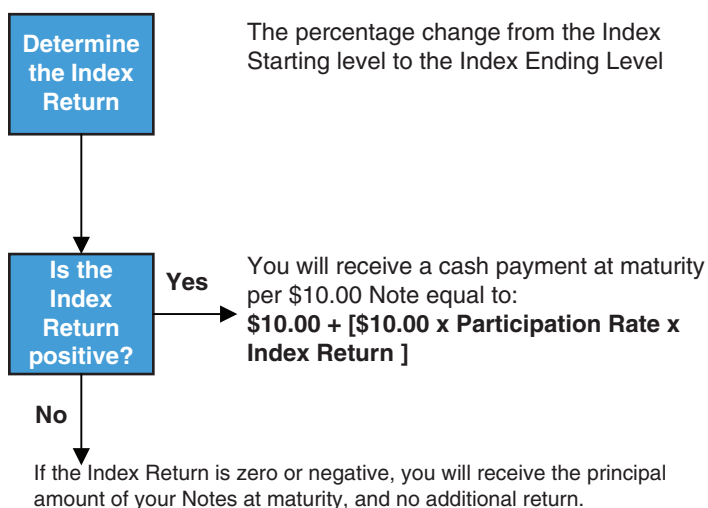 Determine
the Index
Return
The percentage change from the Index
Starting level to the Index Ending Level
Is the
Index
Return
positive?
Yes
You will receive a cash payment at maturity
per $10.00 Note equal to:
$10.00 + [$10.00 x Participation Rate x
Index Return ]
No
If the Index Return is zero or negative, you will receive the principal
amount of your Notes at maturity, and no additional return.